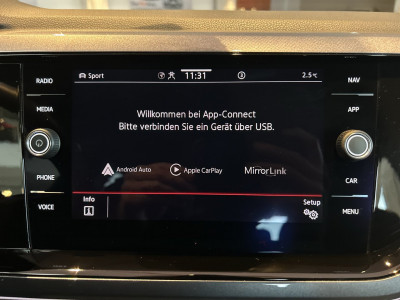 RADIO
MEDIA
PHONE
VOICE
Sport
11:31
2.5°C
Willkommen bei App-Connect
Bitte verbinden Sie ein Gerät über USB.
Android Auto
Apple CarPlay
MirrorLink
Info
Setup
NAV
APP
CAR
MENU